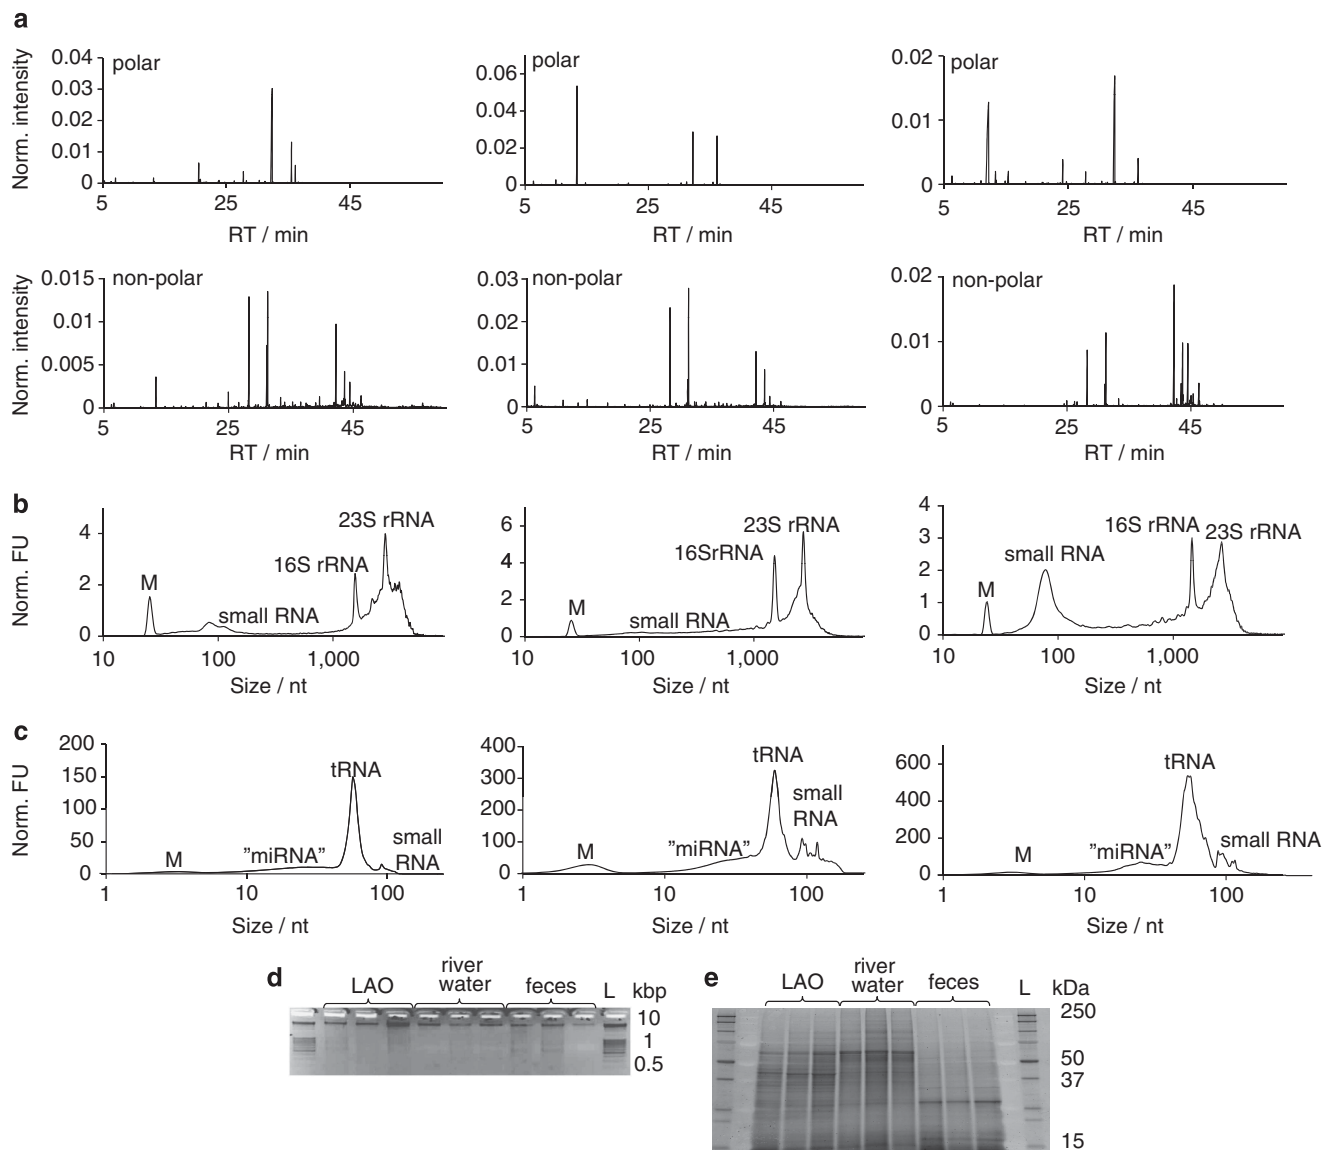 a
Norm. intensity
polar
0.04
0.03
0.02
0.01
0
5 25 45
RT / min
polar
0.06
0.04
0.02
0
5 25 45
RT / min
polar
0.02
0.01
0
5 25 45
RT / min
Norm. intensity
non-polar
0.015
0.01
0.005
0
5 25 45
RT / min
non-polar
0.03
0.02
0.01
0
5 25 45
RT / min
non-polar
0.02
0.01
0
5 25 45
RT / min
b
Norm. FU
4
2
0
M
small RNA
16S rRNA
23S rRNA
10 100 1,000
Size / nt
6
4
2
0
M
small RNA
16SrRNA
23S rRNA
10 100 1,000
Size / nt
4
3
2
1
0
M
small RNA
16S rRNA
23S rRNA
10 100 1,000
Size / nt
c
Norm. FU
200
150
100
50
0
M
”miRNA”
tRNA
small
RNA
1 10 100
Size / nt
400
300
200
100
0
M
”miRNA”
tRNA
small
RNA
1 10 100
Size / nt
600
400
200
0
M
”miRNA”
tRNA
small RNA
1 10 100
Size / nt
d
LAO
river
water
feces
L kbp
10
1
0.5
e
LAO
river
water
feces
L kDa
250
50
37
15